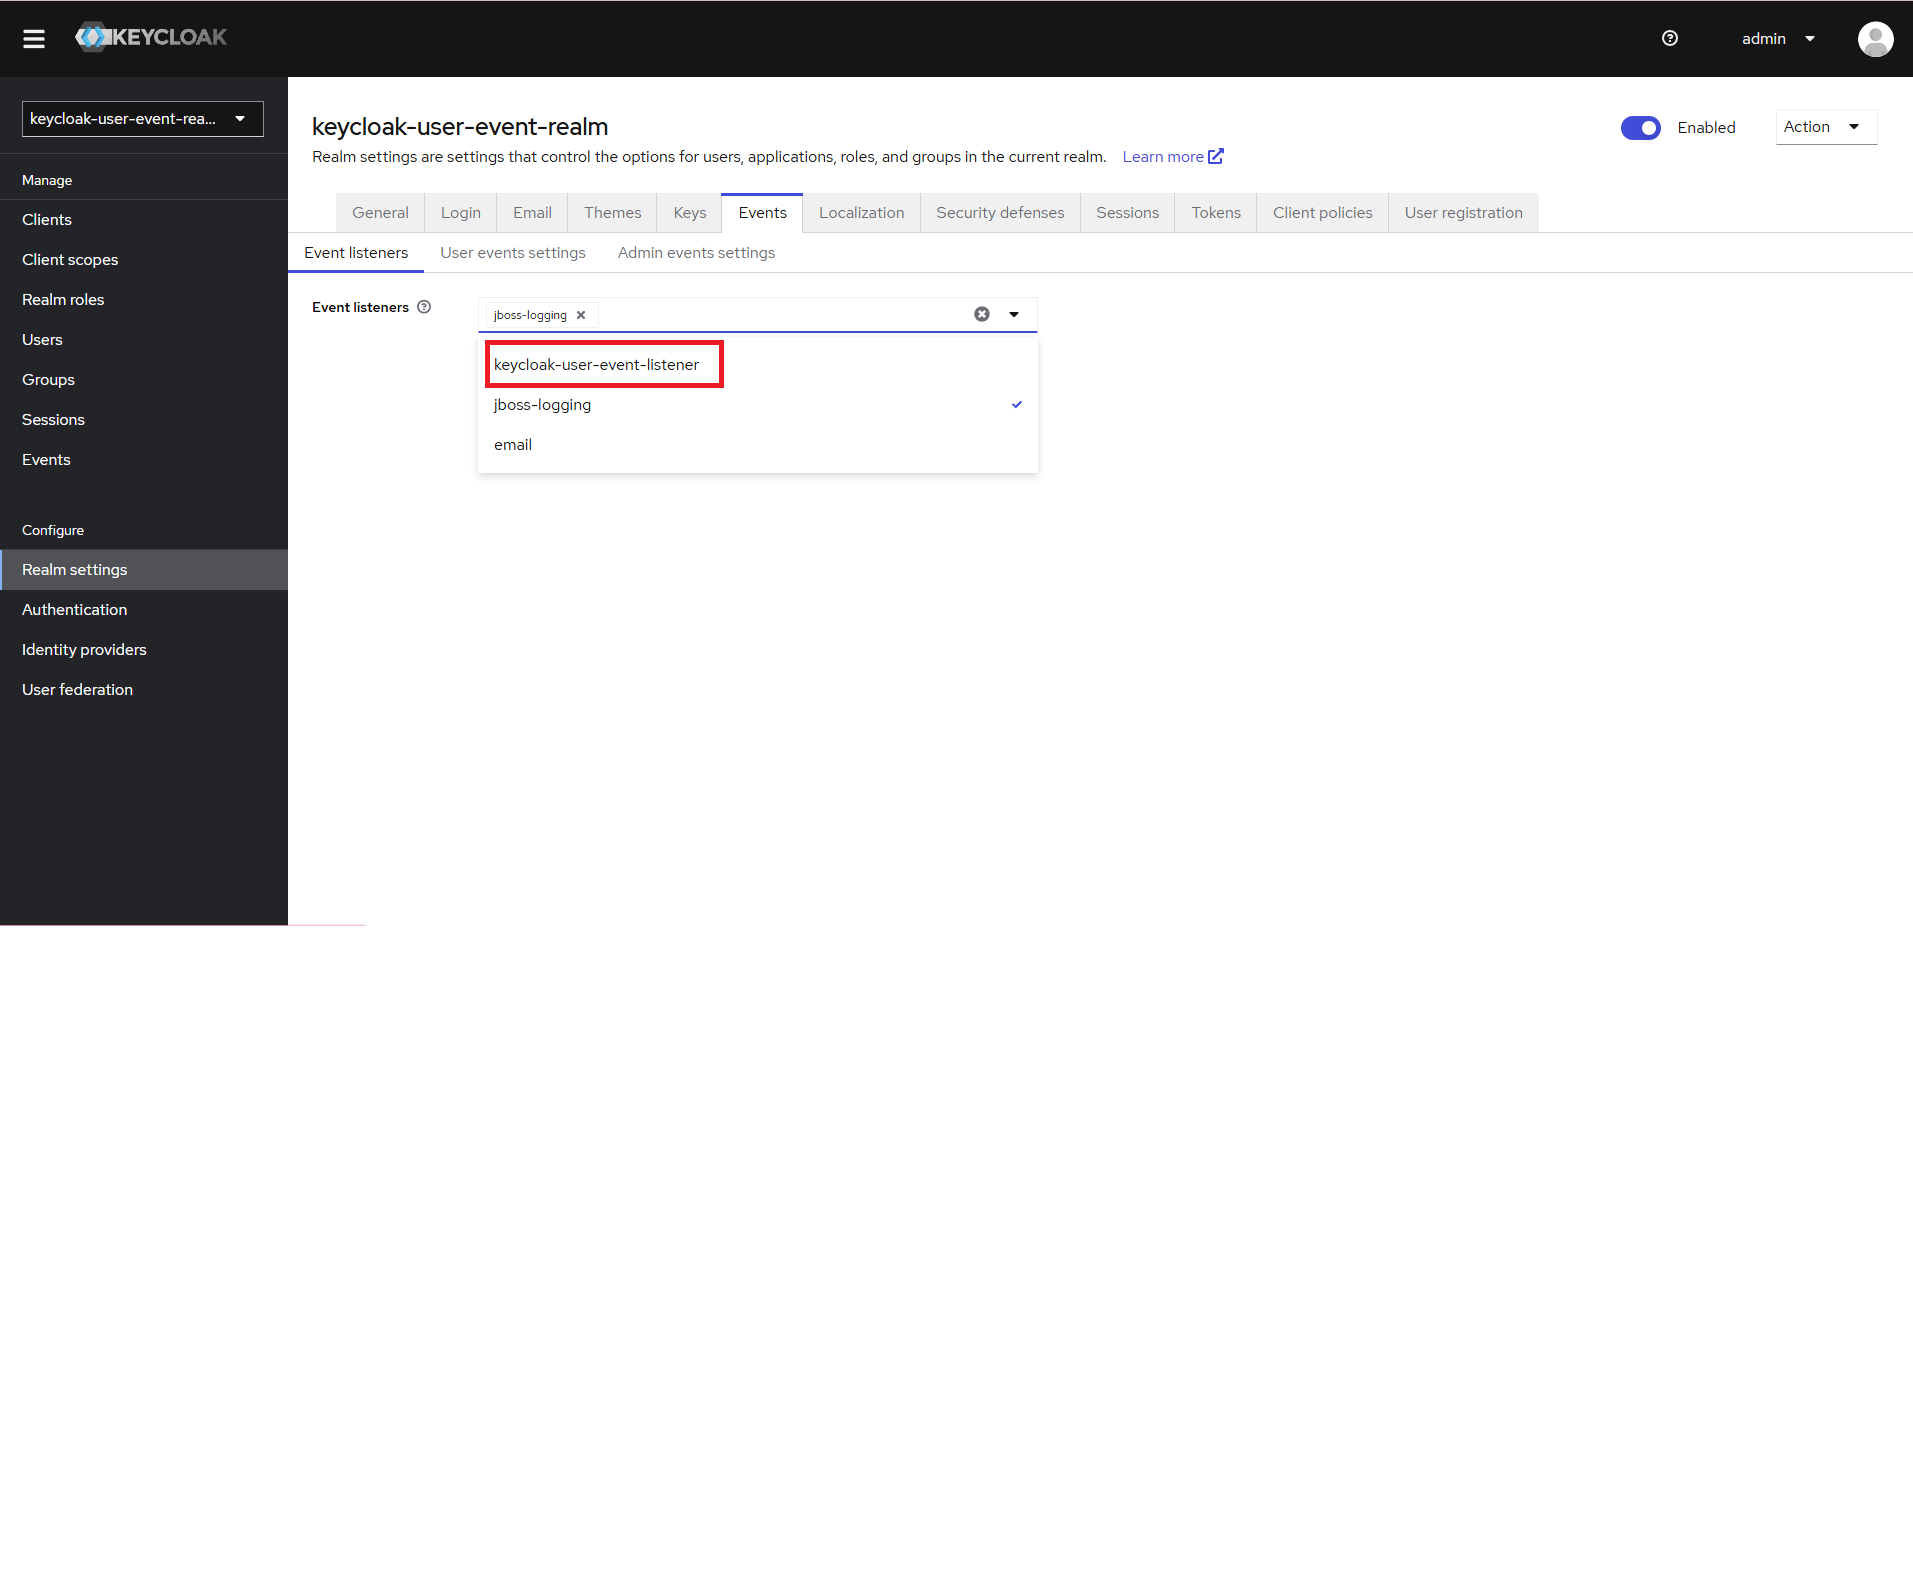 KEYCLOAK
admin
keycloak-user-event-rea...
Manage
Clients
Client scopes
Realm roles
Users
Groups
Sessions
Events
Configure
Realm settings
Authentication
Identity providers
User federation
keycloak-user-event-realm
Enabled
Action
Realm settings are settings that control the options for users, applications, roles, and groups in the current realm. Learn more
General Login Email Themes Keys Events Localization Security defenses Sessions Tokens Client policies User registration
Event listeners User events settings Admin events settings
Event listeners
jboss-logging
keycloak-user-event-listener
jboss-logging
email